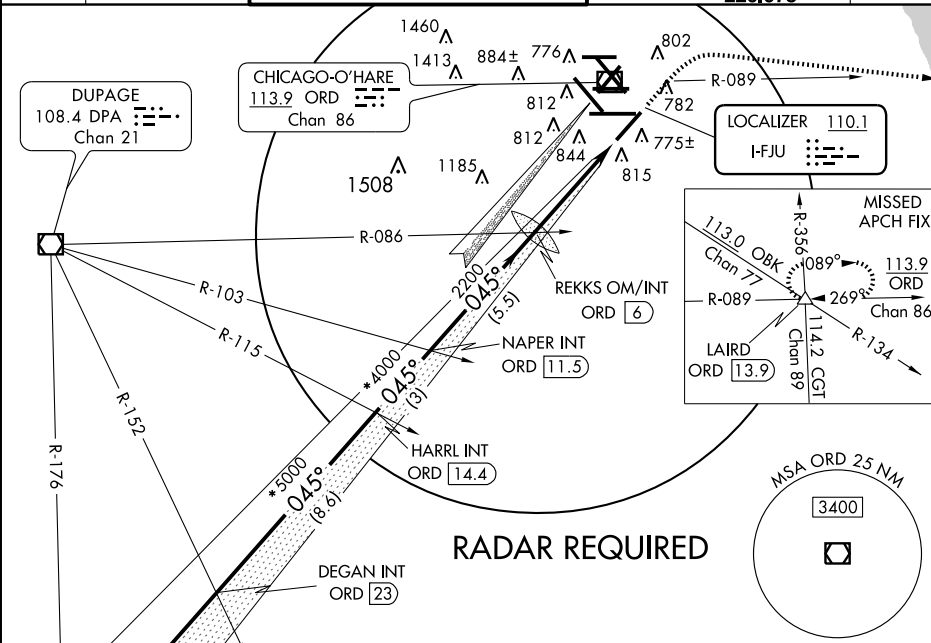 1460
1413
884±
776
802
CHICAGO-O'HARE
113.9 ORD
Chan 86
R-089
DUPAGE
108.4 DPA
Chan 21
812
782
LOCALIZER 110.1
I-FJU
812
844
775±
815
1508
1185
R-086
R-103
R-115
R-152
R-176
2200
045°
(5.5)
REKKS OM/INT
ORD 6
NAPER INT
ORD 11.5
*4000
045°
(3)
HARRL INT
ORD 14.4
*5000
045°
(8.6)
DEGAN INT
ORD 23
MISSED
APCH FIX
R-356
113.0 OBK
Chan 77
089°
113.9
ORD
R-089
269°
Chan 86
LAIRD
ORD 13.9
114.2 CGT
Chan 89
R-134
RADAR REQUIRED
MSA ORD 25 NM
3400